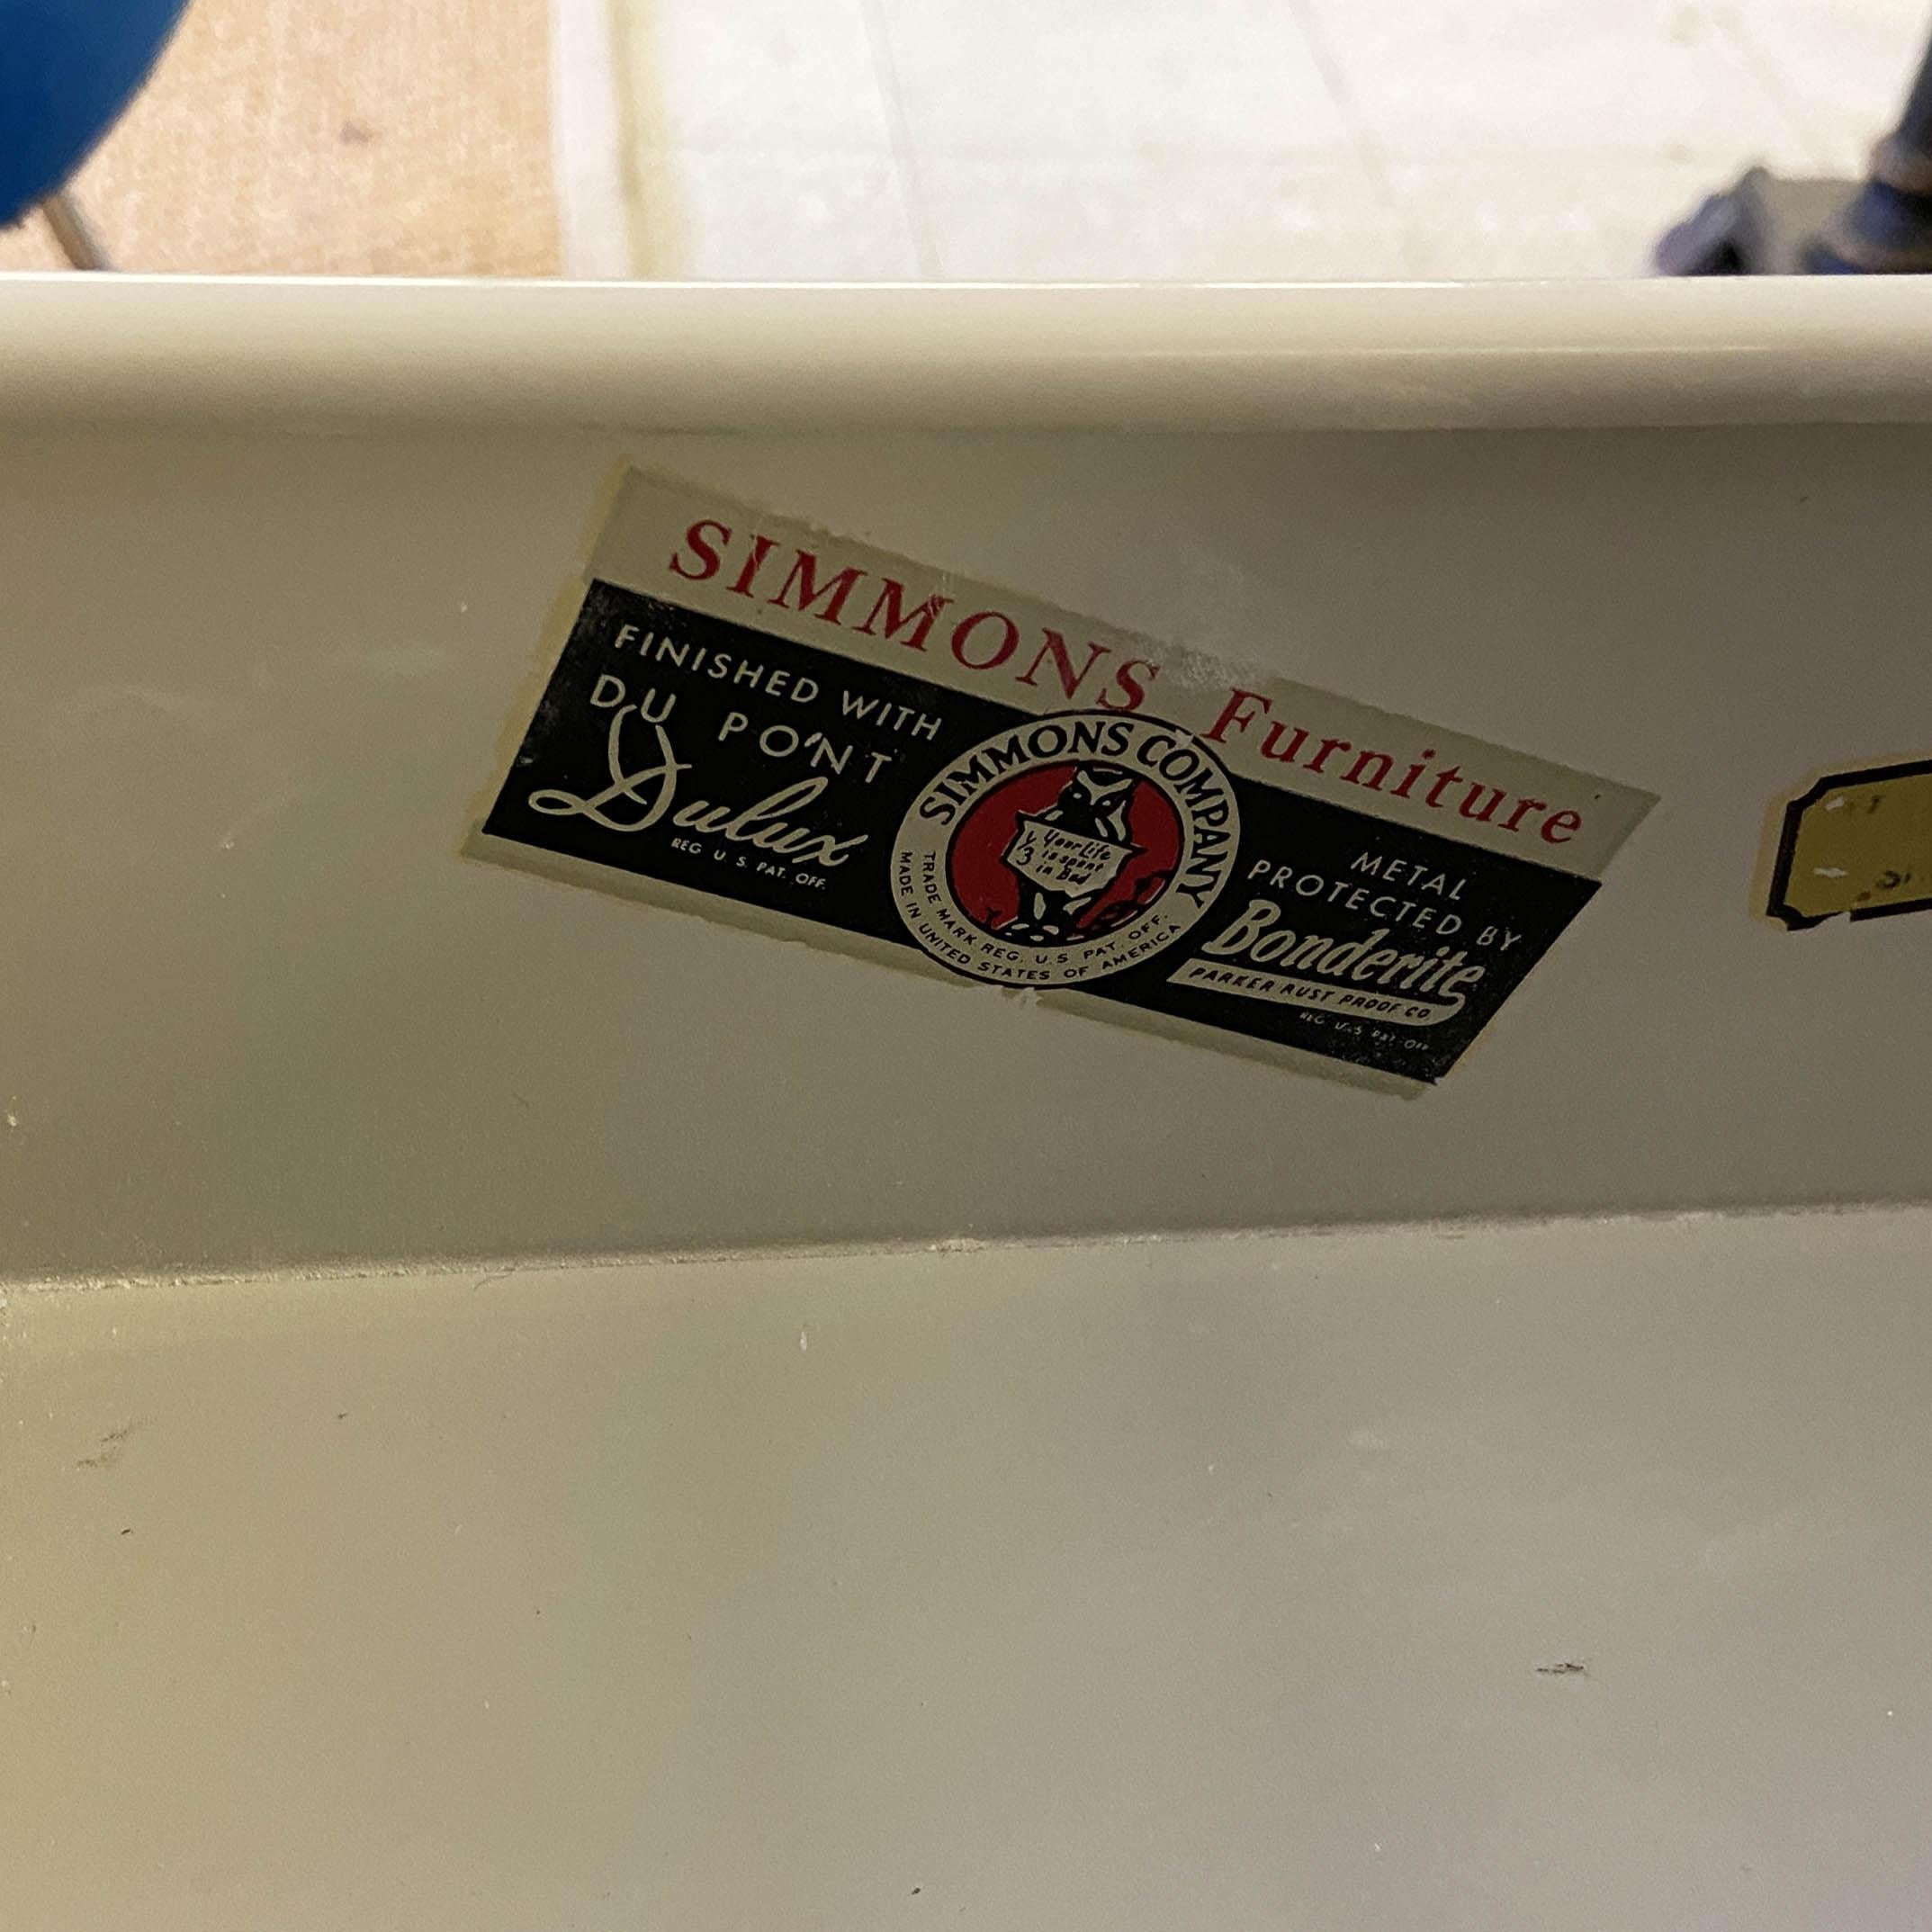 SIMMONS Furniture
FINISHED WITH
DU PONT
Dulux
REG. U. S. PAT. OFF.
SIMMONS COMPANY
Your Life
1/3 is spent
in Bed
TRADE MARK REG. U.S. PAT. OFF.
MADE IN UNITED STATES OF AMERICA
METAL
PROTECTED BY
Bonderite
PARKER RUST PROOF CO
REG U.S PAT. OFF